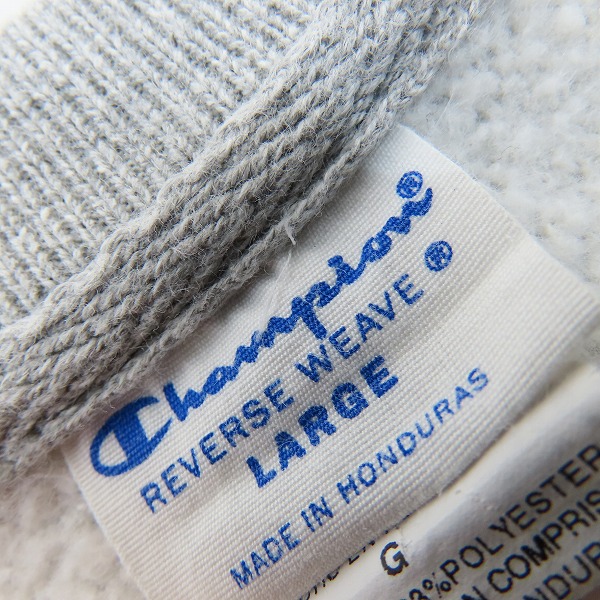 Champion®
REVERSE WEAVE®
LARGE
MADE IN HONDURAS
G
%POLYESTER
COMPRIS